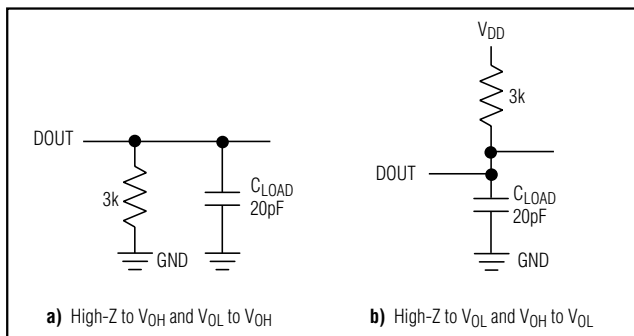 DOUT
3k
C_LOAD
20pF
GND
a) High-Z to V_OH and V_OL to V_OH
V_DD
3k
DOUT
C_LOAD
20pF
GND
b) High-Z to V_OL and V_OH to V_OL